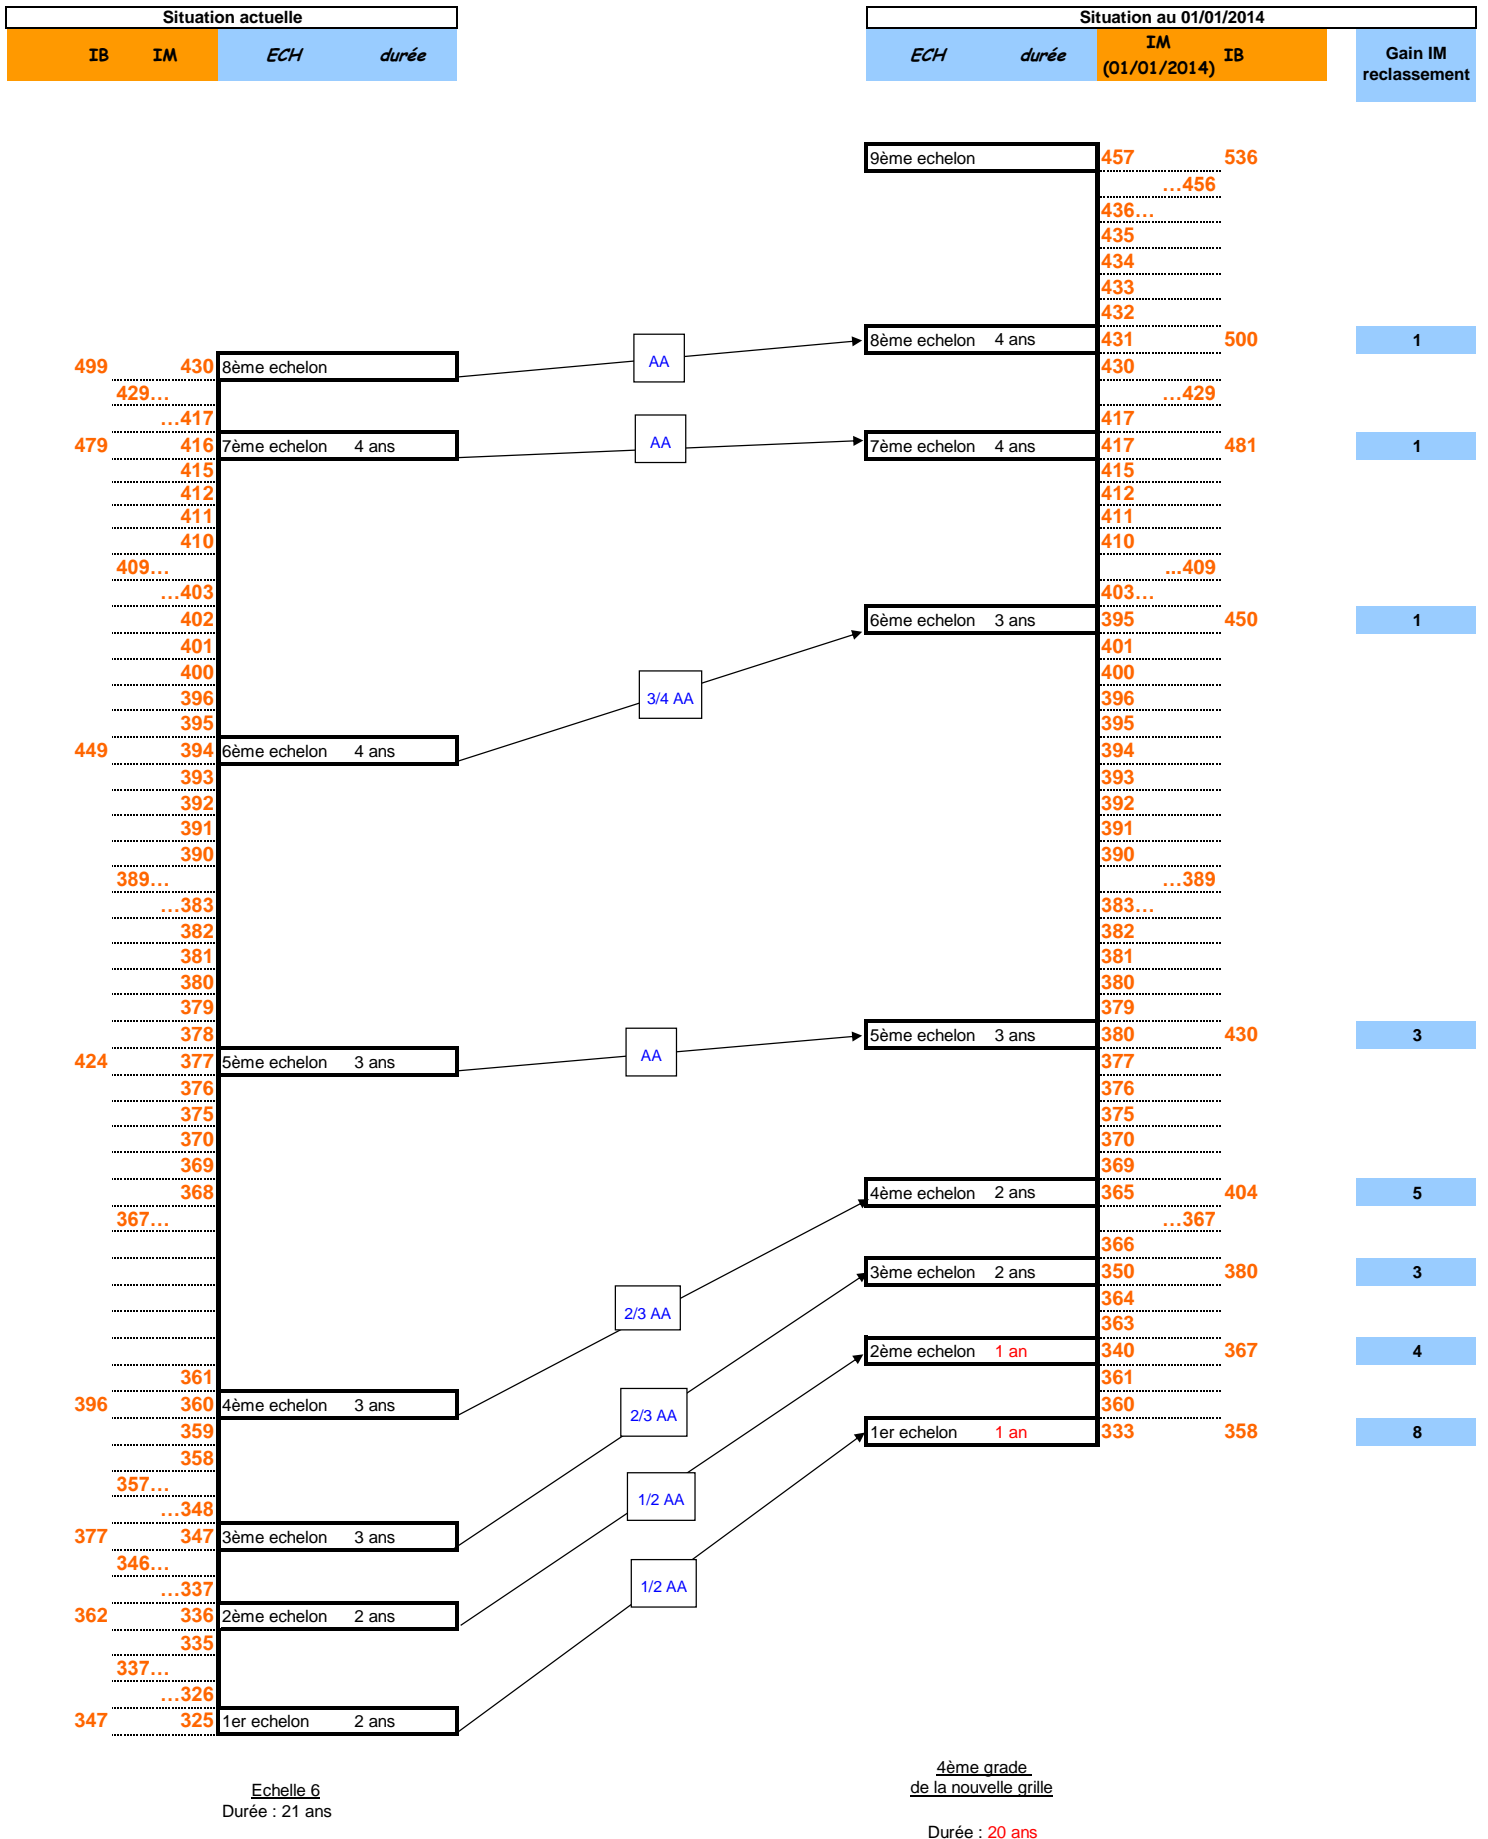 Situation actuelle
Situation au 01/01/2014
IB IM ECH durée
ECH durée IM (01/01/2014) IB
Gain IM reclassement
9ème echelon 457 536
…456
436…
435
434
433
432
8ème echelon 4 ans 431 500 1
AA
499 430 8ème echelon
430
429…
…429
…417
417
AA
479 416 7ème echelon 4 ans
7ème echelon 4 ans 417 481 1
415
415
412
412
411
411
410
410
409…
...409
…403
403…
402
6ème echelon 3 ans 395 450 1
401
401
400
400
396
396
3/4 AA
395
395
449 394 6ème echelon 4 ans
394
393
393
392
392
391
391
390
390
389…
…389
…383
383…
382
382
381
381
380
380
379
379
378
5ème echelon 3 ans 380 430 3
AA
424 377 5ème echelon 3 ans
377
376
376
375
375
370
370
369
369
368
4ème echelon 2 ans 365 404 5
367…
…367
366
3ème echelon 2 ans 350 380 3
364
2/3 AA
363
2ème echelon 1 an 340 367 4
361
361
396 360 4ème echelon 3 ans
360
2/3 AA
359
1er echelon 1 an 333 358 8
358
357…
1/2 AA
…348
377 347 3ème echelon 3 ans
346…
…337
1/2 AA
362 336 2ème echelon 2 ans
335
337…
…326
347 325 1er echelon 2 ans
4ème grade
de la nouvelle grille
Echelle 6
Durée : 21 ans
Durée : 20 ans